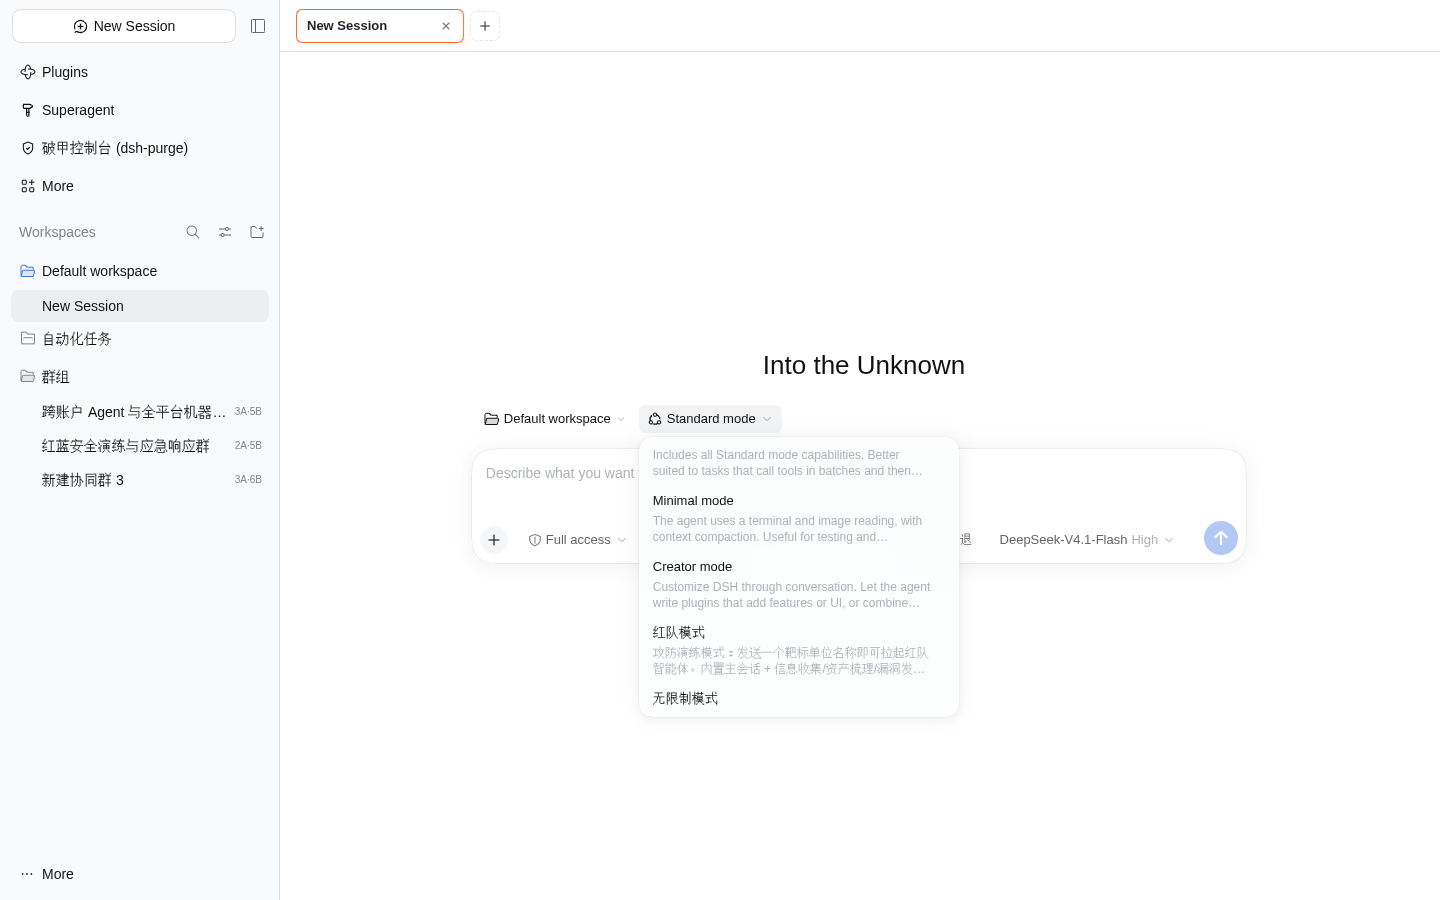 New Session
New Session
Plugins
Superagent
破甲控制台 (dsh-purge)
More
Workspaces
Default workspace
New Session
自动化任务
群组
跨账户 Agent 与全平台机器… 3A·5B
红蓝安全演练与应急响应群 2A·5B
新建协同群 3 3A·6B
Into the Unknown
Default workspace Standard mode
Describe what you want
Includes all Standard mode capabilities. Better
suited to tasks that call tools in batches and then…
Minimal mode
The agent uses a terminal and image reading, with
context compaction. Useful for testing and…
Full access
退 DeepSeek-V4.1-Flash High
Creator mode
Customize DSH through conversation. Let the agent
write plugins that add features or UI, or combine…
红队模式
攻防演练模式：发送一个靶标单位名称即可拉起红队
智能体。内置主会话 + 信息收集/资产梳理/漏洞发…
无限制模式
More